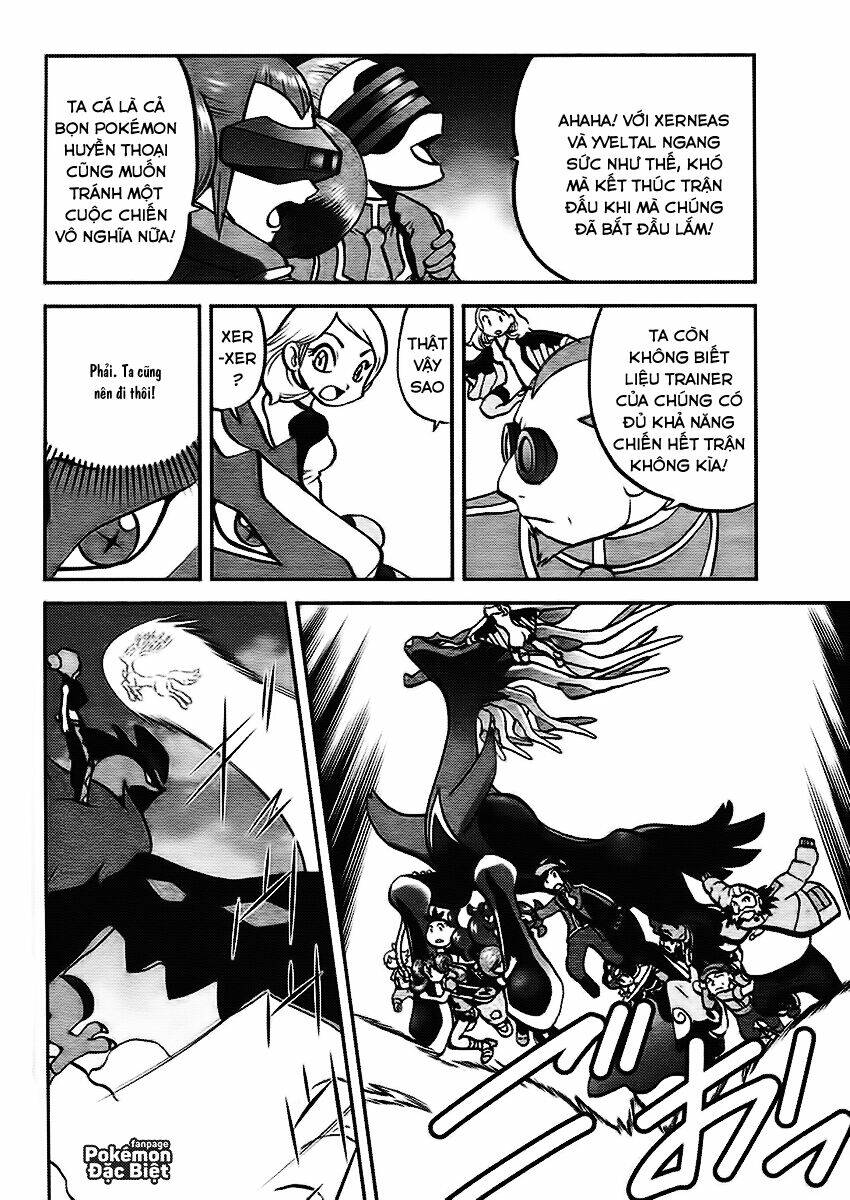 AHAHA! VỚI XERNEAS
VÀ YVELTAL NGANG
SỨC NHƯ THẾ, KHÓ
MÀ KẾT THÚC TRẬN
ĐẤU KHI MÀ CHÚNG
ĐÃ BẮT ĐẦU LẮM!
TA CÁ LÀ CẢ
BỌN POKÉMON
HUYỀN THOẠI
CŨNG MUỐN
TRÁNH MỘT
CUỘC CHIẾN
VÔ NGHĨA NỮA!
TA CÒN
KHÔNG BIẾT
LIỆU TRAINER
CỦA CHÚNG CÓ
ĐỦ KHẢ NĂNG
CHIẾN HẾT TRẬN
KHÔNG KÌA!
THẬT
VẬY SAO
XER
-XER
?
Phải. Ta cũng
nên đi thôi!
ゴオッ
fanpage
Pokémon
Đặc Biệt